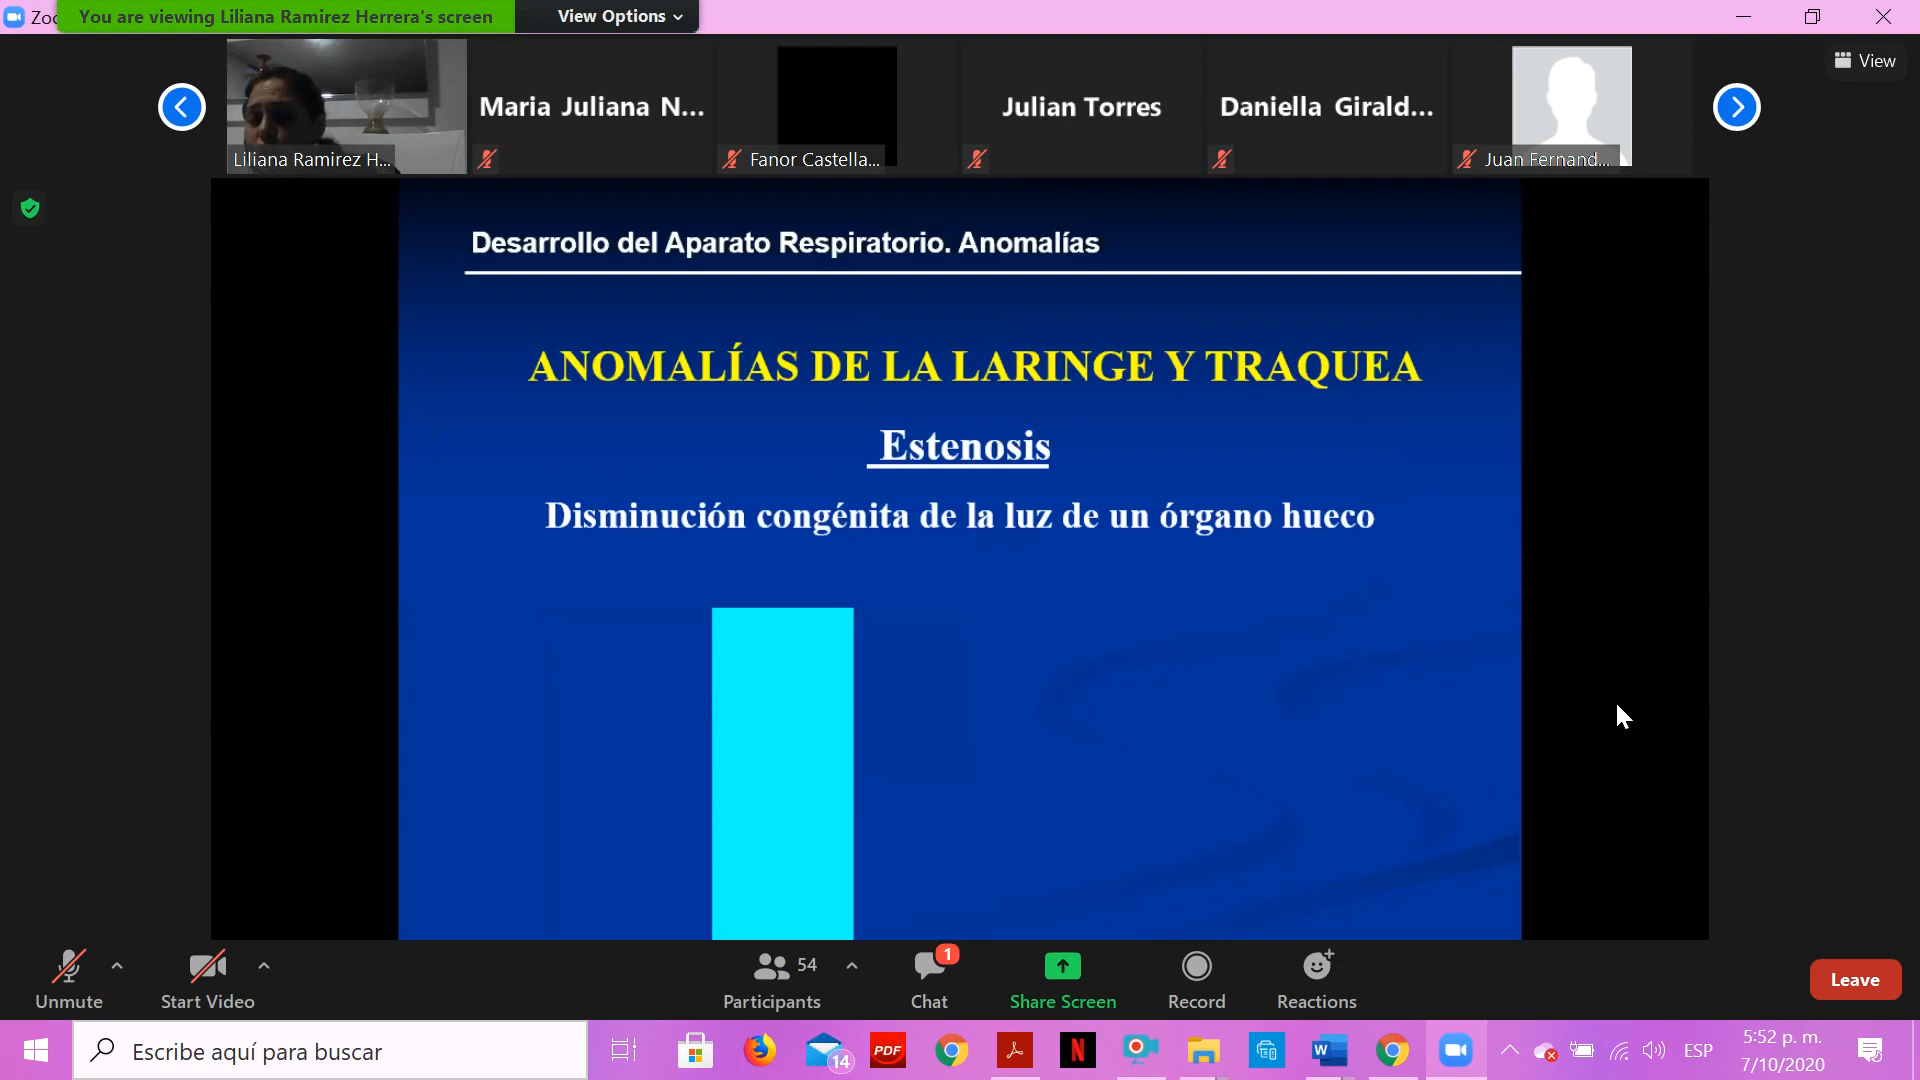 Zo
You are viewing Liliana Ramirez Herrera's screen
View Options
View
Liliana Ramirez H...
Maria Juliana N...
Fanor Castella...
Julian Torres
Daniella Girald...
Juan Fernand...
Desarrollo del Aparato Respiratorio. Anomalías
ANOMALÍAS DE LA LARINGE Y TRAQUEA
Estenosis
Disminución congénita de la luz de un órgano hueco
Unmute
Start Video
54
Participants
1
Chat
Share Screen
Record
Reactions
Leave
Escribe aquí para buscar
14
PDF
N
W
ESP
5:52 p. m.
7/10/2020